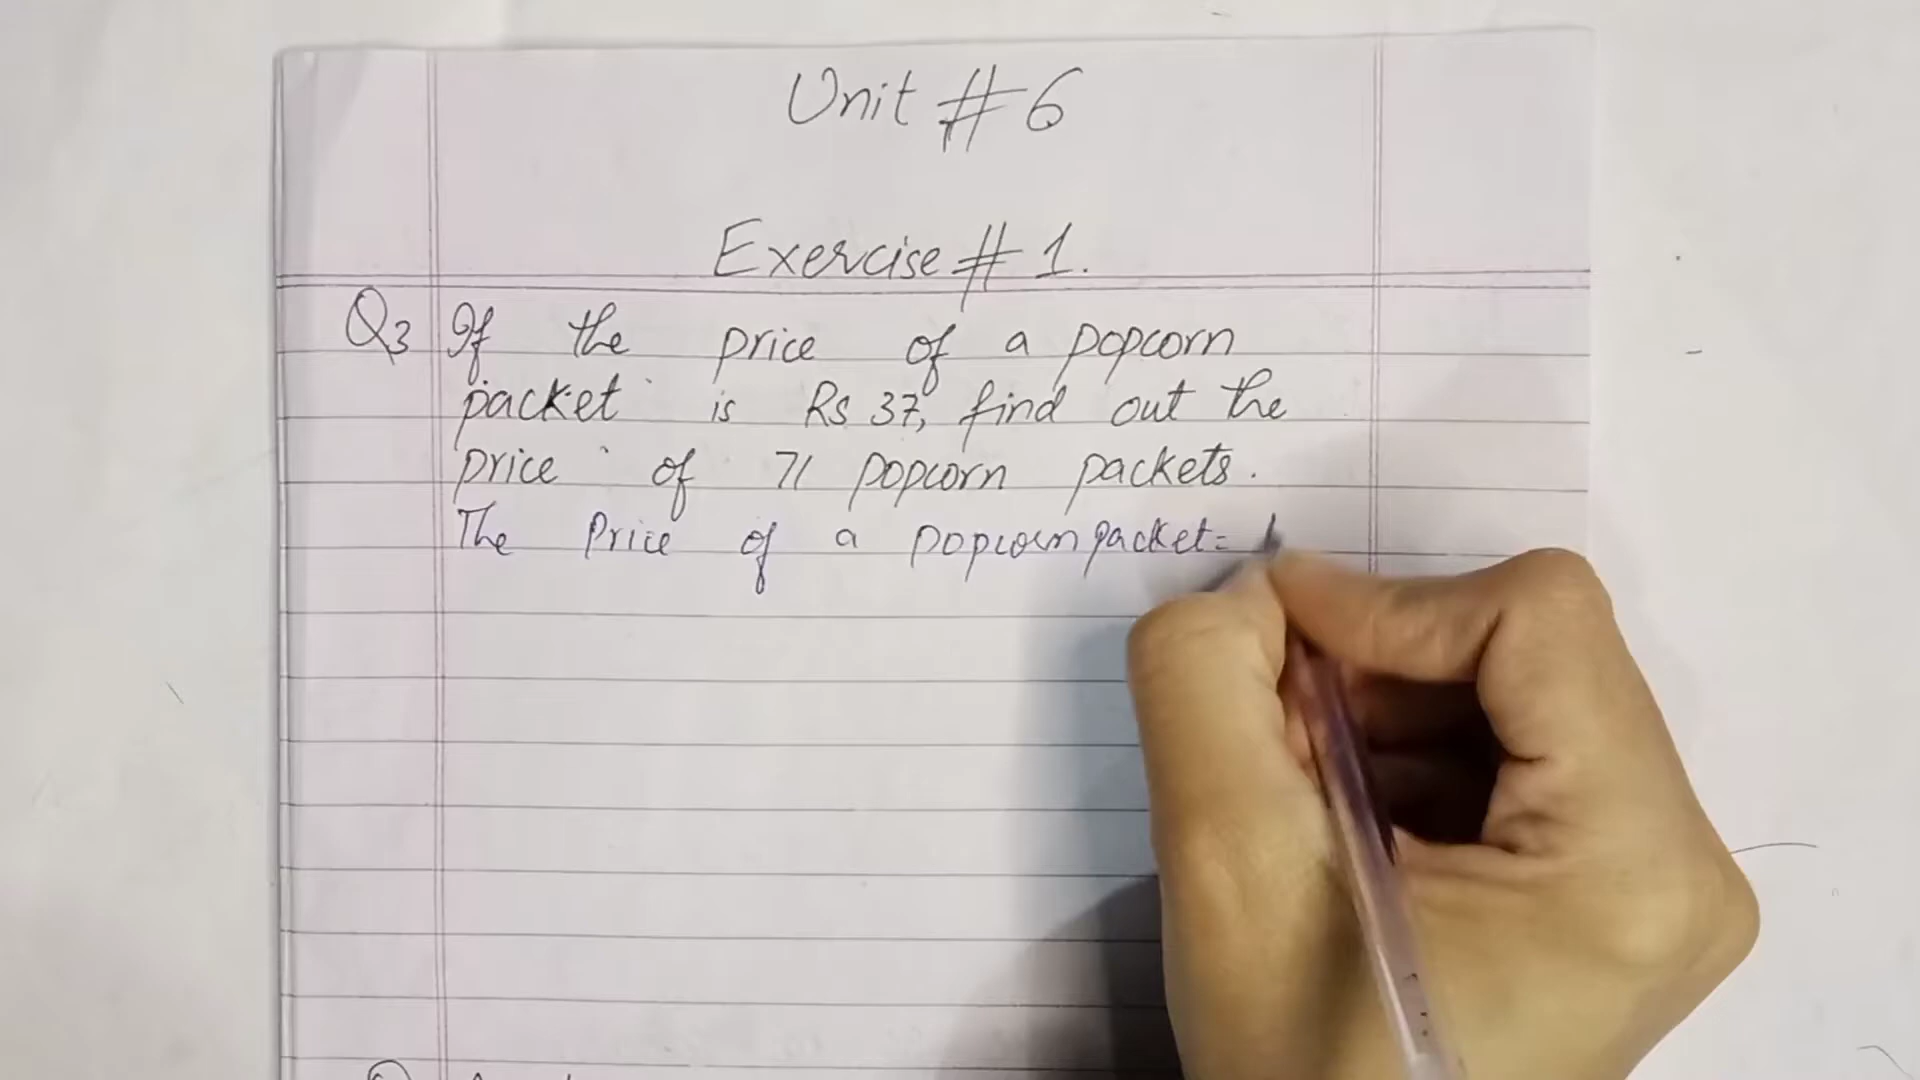 Unit #6
Exercise # 1.
Q3 If the price of a popcorn
packet is Rs 37, find out the
price of 71 popcorn packets.
The Price of a popcorn packet=